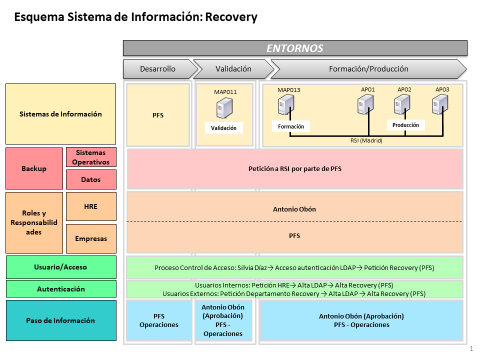 Esquema Sistema de Información: Recovery
ENTORNOS
Desarrollo
Validación
Formación/Producción
Sistemas de Información
PFS
MAP011
Validación
MAP013
Formación
AP01
AP02
AP03
Producción
RSI (Madrid)
Backup
Sistemas
Operativos
Datos
Petición a RSI por parte de PFS
Roles y
Responsabilid
ades
HRE
Empresas
Antonio Obón
PFS
Usuario/Acceso
Proceso Control de Acceso: Silvia Díaz→ Acceso autenticación LDAP→ Petición Recovery (PFS)
Autenticación
Usuarios Internos: Petición HRE→ Alta LDAP→ Alta Recovery (PFS)
Usuarios Externos: Petición Departamento Recovery → Alta LDAP → Alta Recovery (PFS)
Paso de Información
PFS
Operaciones
Antonio Obón
(Aprobación)
PFS -
Operaciones
Antonio Obón (Aprobación)
PFS - Operaciones
1